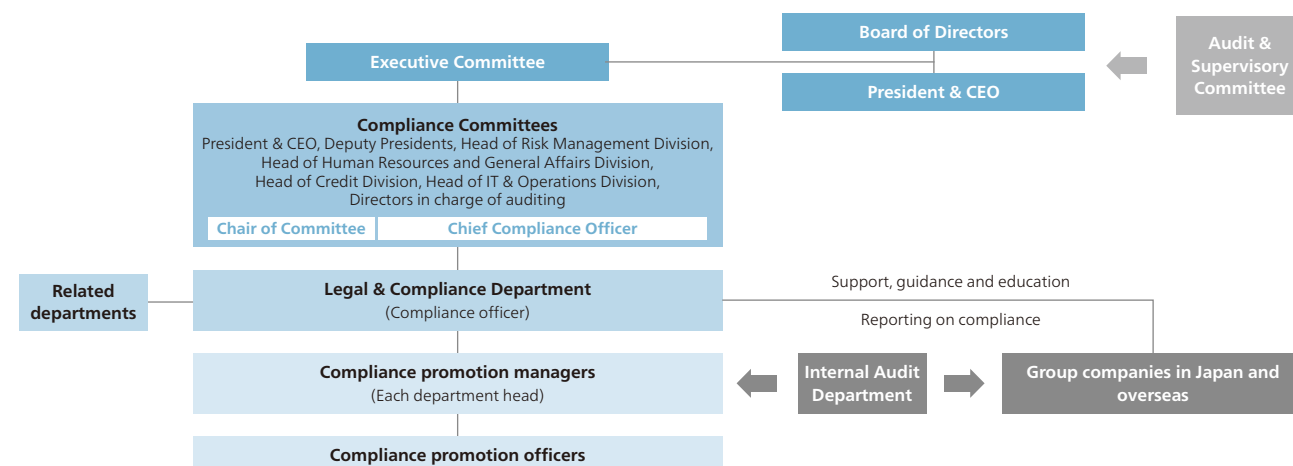 Board of Directors
Executive Committee
President & CEO
Audit &
Supervisory
Committee
Compliance Committees
President & CEO, Deputy Presidents, Head of Risk Management Division,
Head of Human Resources and General Affairs Division,
Head of Credit Division, Head of IT & Operations Division,
Directors in charge of auditing
Chair of Committee
Chief Compliance Officer
Related
departments
Legal & Compliance Department
(Compliance officer)
Support, guidance and education
Reporting on compliance
Compliance promotion managers
(Each department head)
Internal Audit
Department
Group companies in Japan and
overseas
Compliance promotion officers